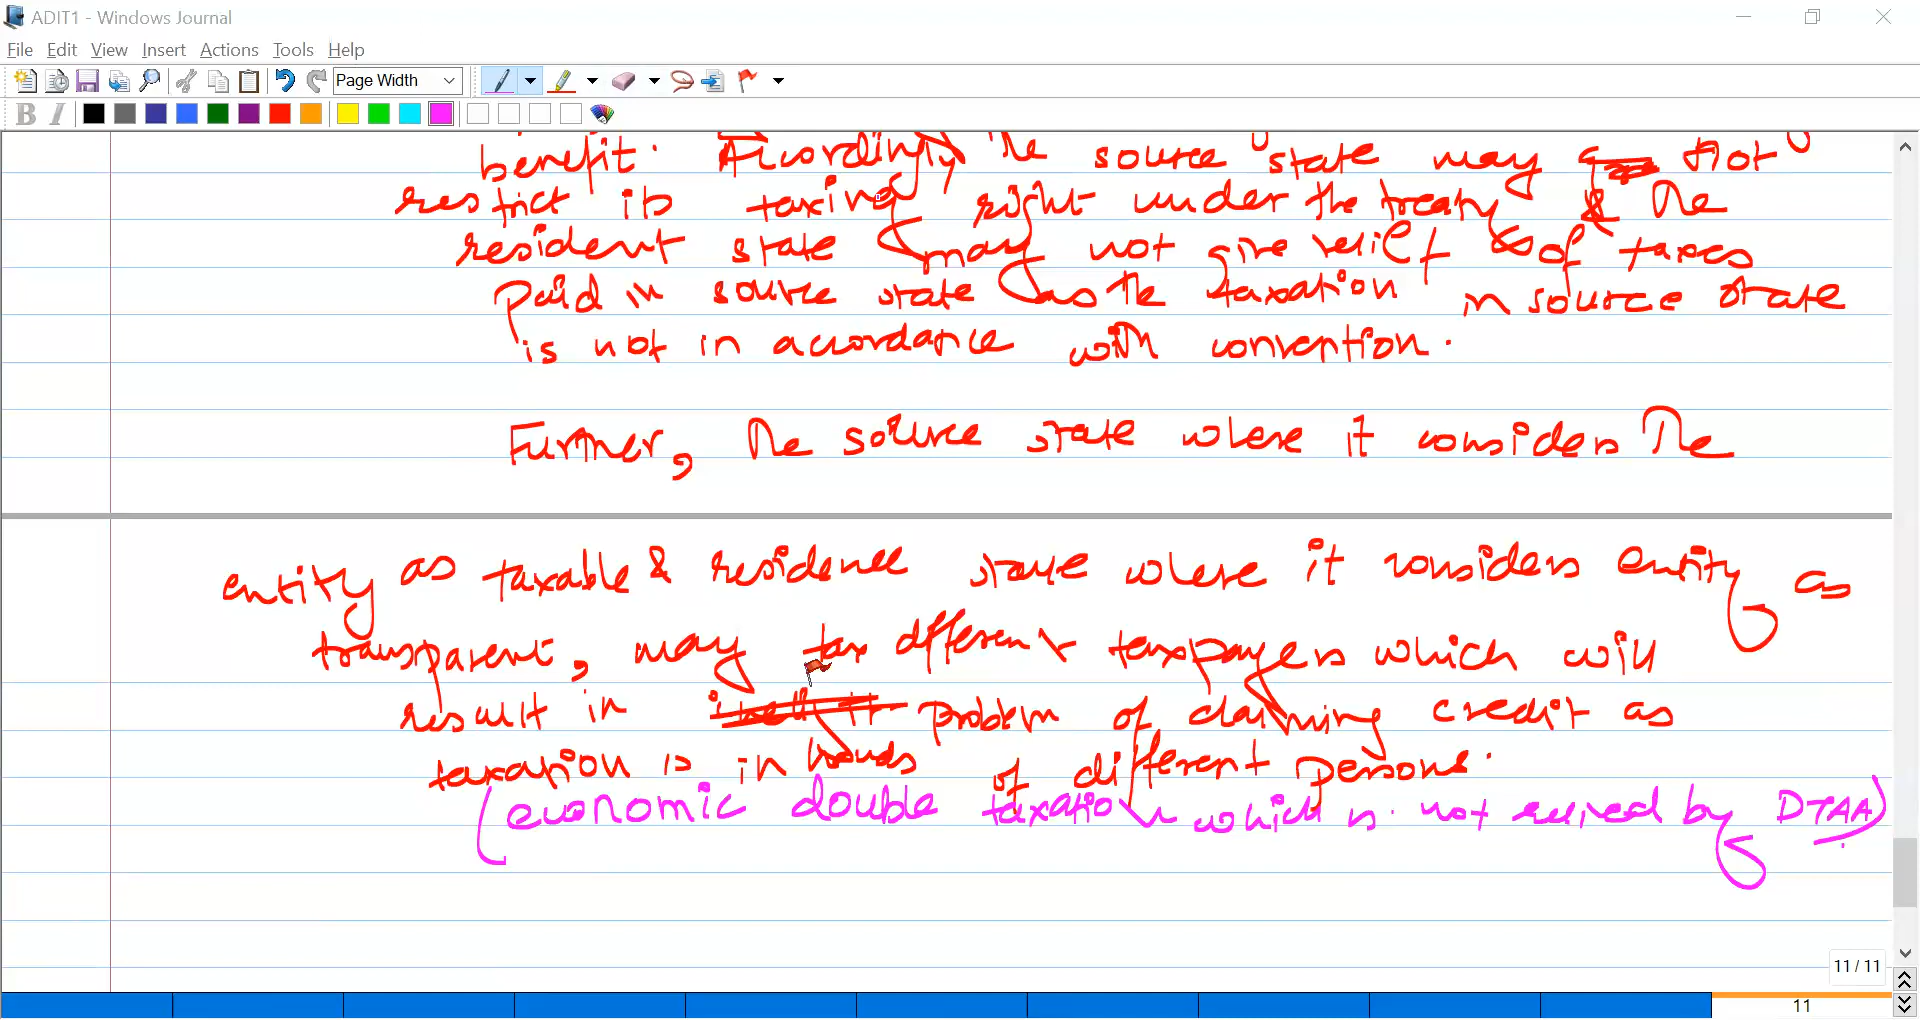 ADIT1 - Windows Journal
File Edit View Insert Actions Tools Help
Page Width
B I
benefit. Accordingly the source state may not
restrict its taxing right under the treaty & the
resident state may not give relief of taxes
paid in source state as the taxation in source state
is not in accordance with convention.
Further, the source state where it considers the
entity as taxable & residence state where it considers entity as
transparent, may tax different taxpayers which will
result in problem of claiming credit as
taxation is in hands of different persons.
(economic double taxation which is not relieved by DTAA)
11 / 11
11